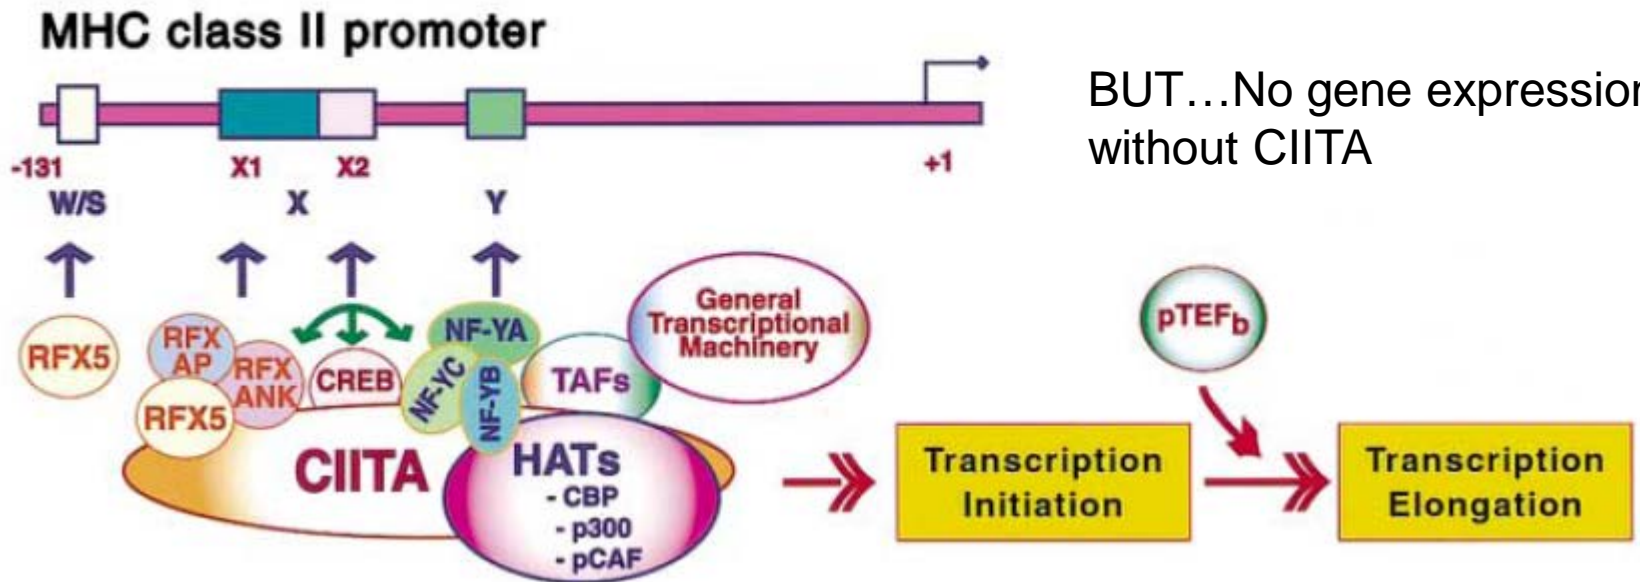 MHC class II promoter
BUT…No gene expression
without CIITA
-131
X1
X2
+1
W/S
X
Y
RFX5
RFX
AP
RFX
ANK
RFX5
CREB
NF-YA
NF-YC
NF-YB
TAFs
General
Transcriptional
Machinery
CIITA
HATs
- CBP
- p300
- pCAF
Transcription
Initiation
pTEFb
Transcription
Elongation